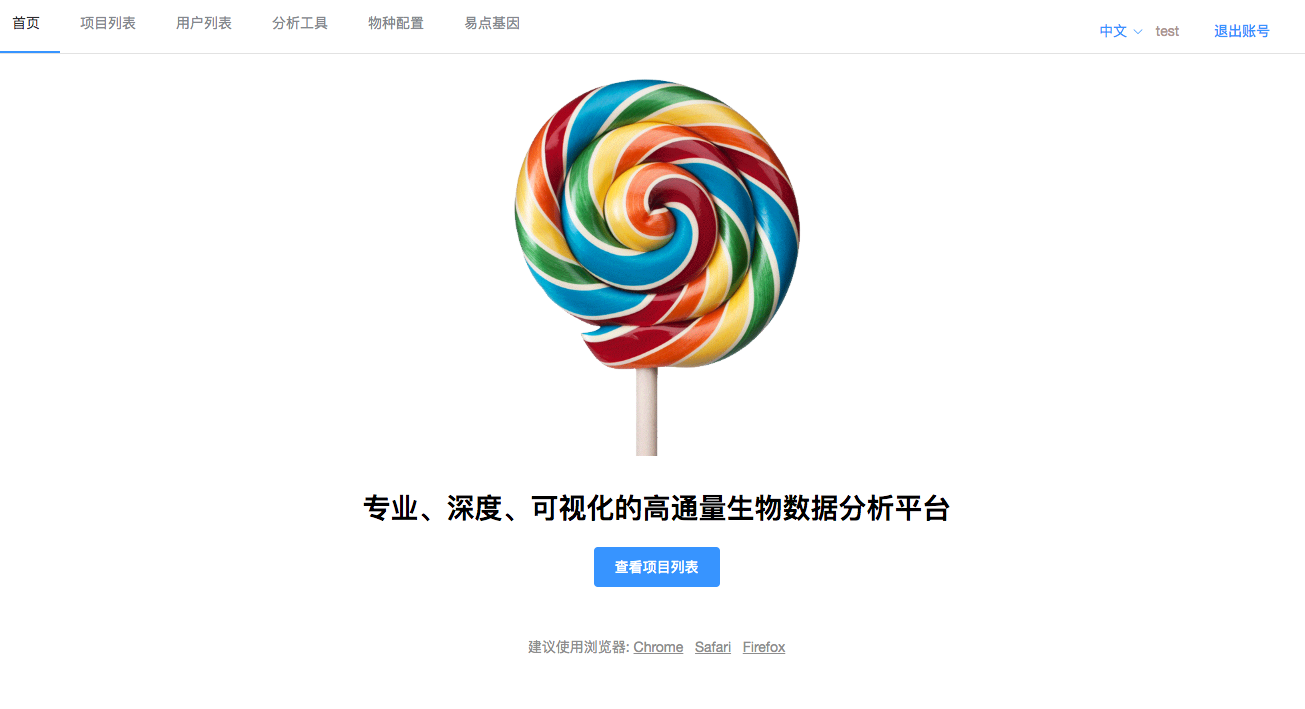 首页 项目列表 用户列表 分析工具 物种配置 易点基因 中文 test 退出账号
专业、深度、可视化的高通量生物数据分析平台
查看项目列表
建议使用浏览器: Chrome Safari Firefox